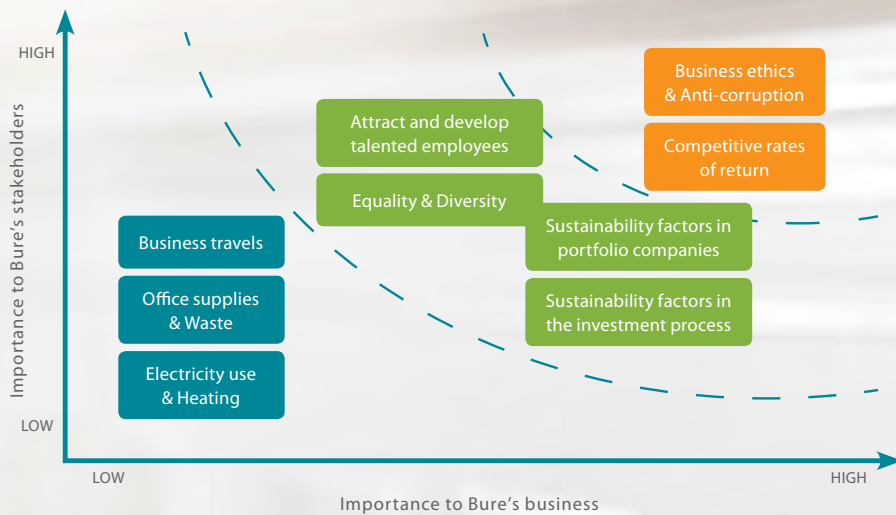 HIGH
Importance to Bure's stakeholders
LOW
Business ethics
& Anti-corruption
Attract and develop
talented employees
Competitive rates
of return
Equality & Diversity
Business travels
Sustainability factors in
portfolio companies
Office supplies
& Waste
Sustainability factors in
the investment process
Electricity use
& Heating
LOW
HIGH
Importance to Bure's business